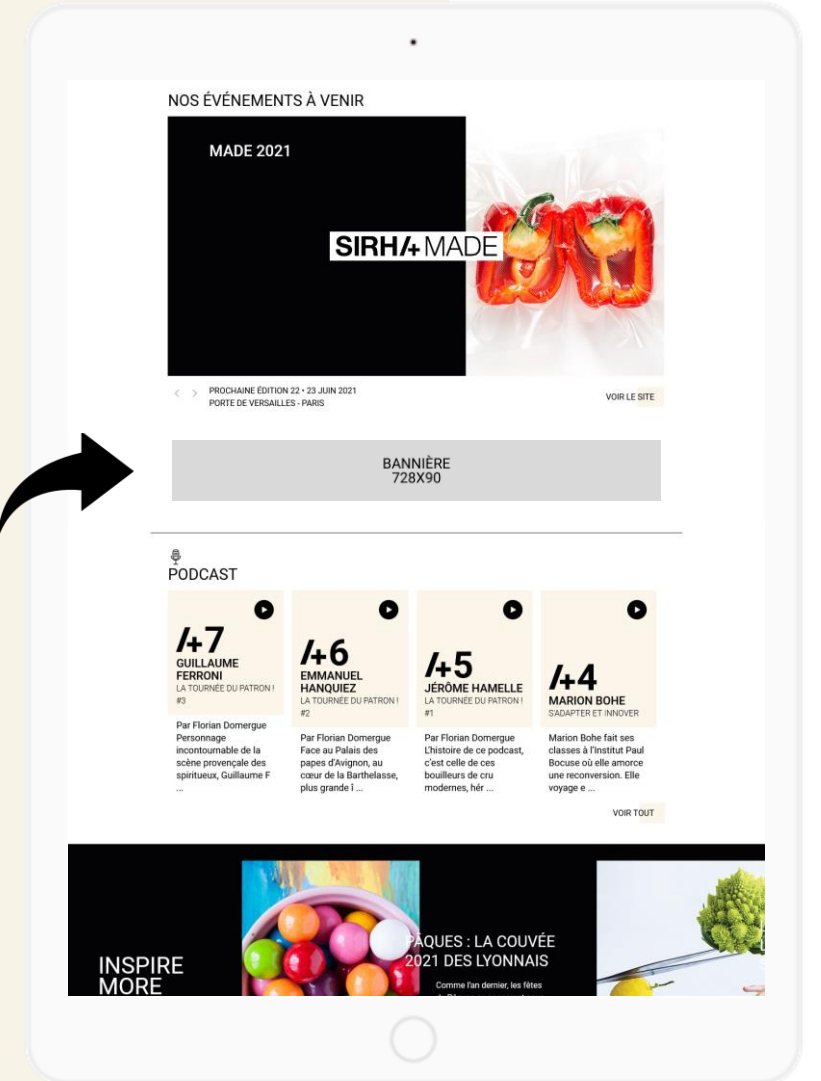 NOS ÉVÉNEMENTS À VENIR
MADE 2021
SIRH/+ MADE
PROCHAINE ÉDITION 22 • 23 JUIN 2021
PORTE DE VERSAILLES - PARIS
VOIR LE SITE
BANNIÈRE
728X90
PODCAST
/+7
GUILLAUME
FERRONI
LA TOURNÉE DU PATRON !
#3
Par Florian Domergue
Personnage
incontournable de la
scène provençale des
spiritueux, Guillaume F
...
/+6
EMMANUEL
HANQUIEZ
LA TOURNÉE DU PATRON !
#2
Par Florian Domergue
Face au Palais des
papes d'Avignon, au
cœur de la Barthelasse,
plus grande î ...
/+5
JÉRÔME HAMELLE
LA TOURNÉE DU PATRON !
#1
Par Florian Domergue
L'histoire de ce podcast,
c'est celle de ces
bouilleurs de cru
modernes, hér ...
/+4
MARION BOHE
S'ADAPTER ET INNOVER
Marion Bohe fait ses
classes à l'Institut Paul
Bocuse où elle amorce
une reconversion. Elle
voyage e ...
VOIR TOUT
INSPIRE
MORE
PÂQUES : LA COUVÉE
2021 DES LYONNAIS
Comme l'an dernier, les fêtes